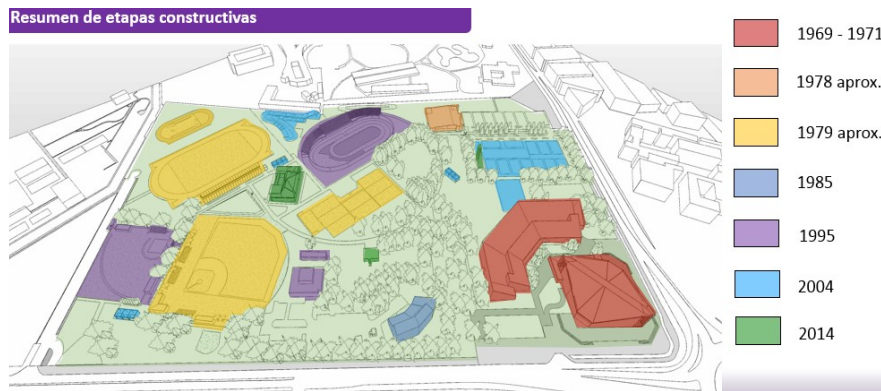 Resumen de etapas constructivas
1969 - 1971
1978 aprox.
1979 aprox.
1985
1995
2004
2014